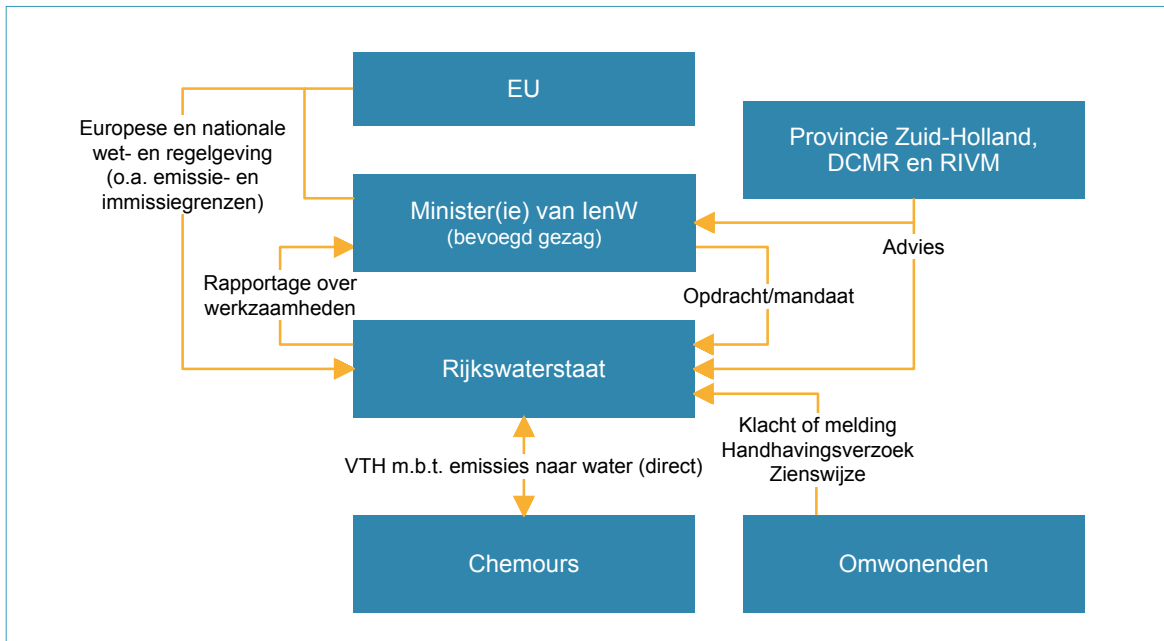 EU
Europese en nationale
wet- en regelgeving
(o.a. emissie- en
immissiegrenzen)
Provincie Zuid-Holland,
DCMR en RIVM
Minister(ie) van IenW
(bevoegd gezag)
Advies
Rapportage over
werkzaamheden
Opdracht/mandaat
Rijkswaterstaat
Klacht of melding
Handhavingsverzoek
Zienswijze
VTH m.b.t. emissies naar water (direct)
Chemours
Omwonenden